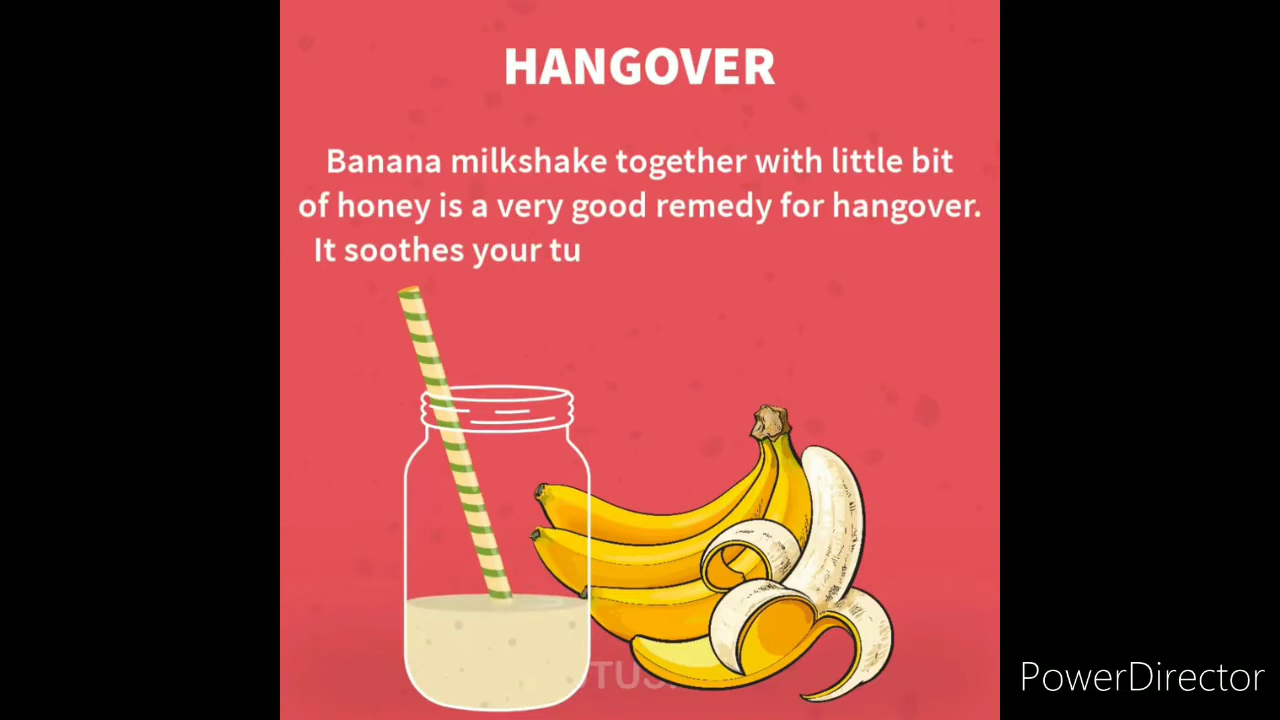 HANGOVER
Banana milkshake together with little bit
of honey is a very good remedy for hangover.
It soothes your tu
PowerDirector